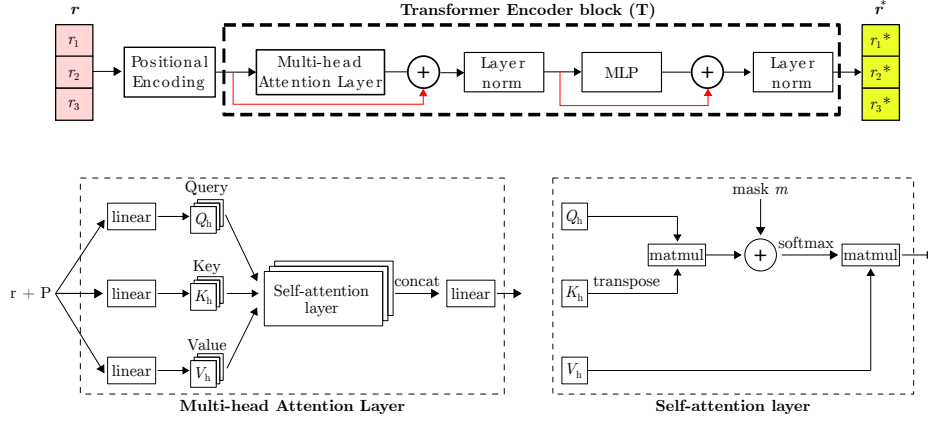 r
Transformer Encoder block (T)
r*
r₁
r₂
r₃
Positional
Encoding
Multi-head
Attention Layer
+
Layer
norm
MLP
+
Layer
norm
r₁*
r₂*
r₃*
Query
linear
Qₕ
Key
r + P
linear
Kₕ
Self-attention
layer
concat
linear
Value
linear
Vₕ
Multi-head Attention Layer
mask m
Qₕ
matmul
+
softmax
matmul
Kₕ
transpose
Vₕ
Self-attention layer